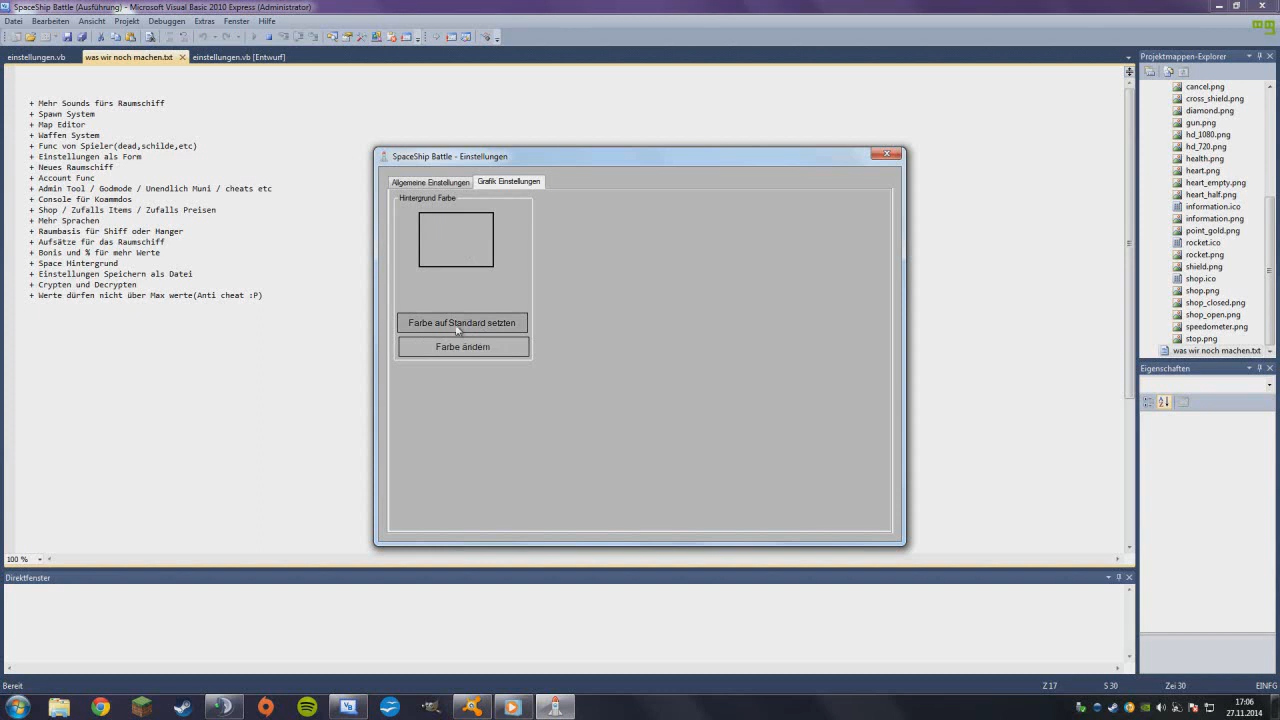 SpaceShip Battle (Ausführung) - Microsoft Visual Basic 2010 Express (Administrator)
Datei Bearbeiten Ansicht Projekt Debuggen Extras Fenster Hilfe
einstellungen.vb was wir noch machen.txt einstellungen.vb [Entwurf]
+ Mehr Sounds fürs Raumschiff
+ Spawn System
+ Map Editor
+ Waffen System
+ Func von Spieler(dead,schilde,etc)
+ Einstellungen als Form
+ Neues Raumschiff
+ Account Func
+ Admin Tool / Godmode / Unendlich Muni / cheats etc
+ Console für Koammdos
+ Shop / Zufalls Items / Zufalls Preisen
+ Mehr Sprachen
+ Raumbasis für Shiff oder Hanger
+ Aufsätze für das Raumschiff
+ Bonis und % für mehr Werte
+ Space Hintergrund
+ Einstellungen Speichern als Datei
+ Crypten und Decrypten
+ Werte dürfen nicht über Max werte(Anti cheat :P)
SpaceShip Battle - Einstellungen
Allgemeine Einstellungen Grafik Einstellungen
Hintergrund Farbe
Farbe auf Standard setzten
Farbe ändern
Projektmappen-Explorer
cancel.png
cross_shield.png
diamond.png
gun.png
hd_1080.png
hd_720.png
health.png
heart.png
heart_empty.png
heart_half.png
information.ico
information.png
point_gold.png
rocket.ico
rocket.png
shield.png
shop.ico
shop.png
shop_closed.png
shop_open.png
speedometer.png
stop.png
was wir noch machen.txt
Eigenschaften
100 %
Direktfenster
Bereit Z 17 S 30 Zei 30 EINFG
DE
17:06
27.11.2014